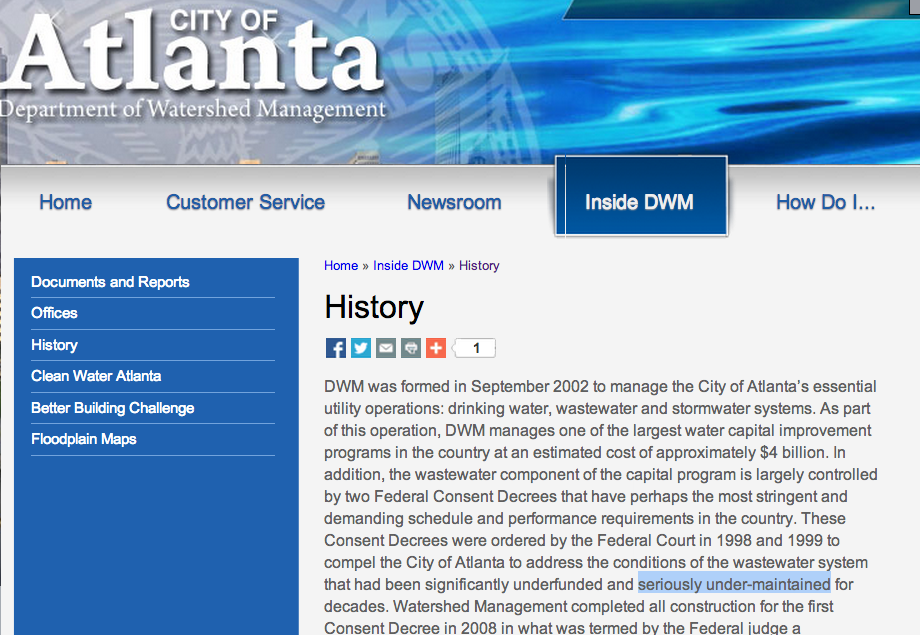 CITY OF
Atlanta
Department of Watershed Management
Home
Customer Service
Newsroom
Inside DWM
How Do I...
Documents and Reports
Offices
History
Clean Water Atlanta
Better Building Challenge
Floodplain Maps
Home » Inside DWM » History
History
1
DWM was formed in September 2002 to manage the City of Atlanta's essential
utility operations: drinking water, wastewater and stormwater systems. As part
of this operation, DWM manages one of the largest water capital improvement
programs in the country at an estimated cost of approximately $4 billion. In
addition, the wastewater component of the capital program is largely controlled
by two Federal Consent Decrees that have perhaps the most stringent and
demanding schedule and performance requirements in the country. These
Consent Decrees were ordered by the Federal Court in 1998 and 1999 to
compel the City of Atlanta to address the conditions of the wastewater system
that had been significantly underfunded and seriously under-maintained for
decades. Watershed Management completed all construction for the first
Consent Decree in 2008 in what was termed by the Federal judge a